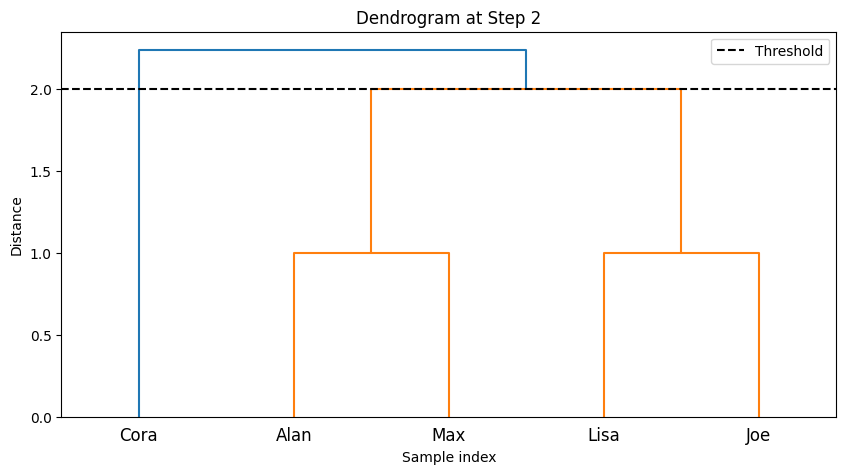 Dendrogram at Step 2
Threshold
2.0
1.5
1.0
0.5
0.0
Distance
Cora Alan Max Lisa Joe
Sample index